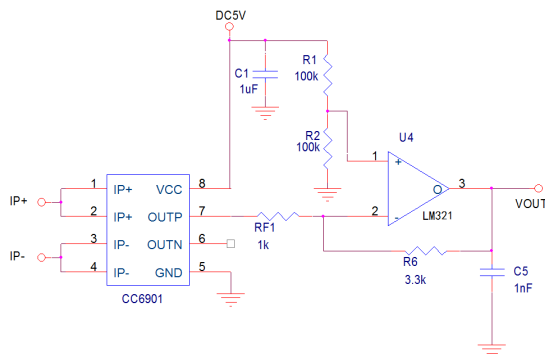 DC5V
R1
100k
C1
1uF
R2
100k
U4
1
+
3
O
VOUT
2
-
LM321
IP+
1
IP+
VCC
8
2
IP+
OUTP
7
RF1
1k
IP-
3
IP-
OUTN
6
4
IP-
GND
5
CC6901
R6
3.3k
C5
1nF